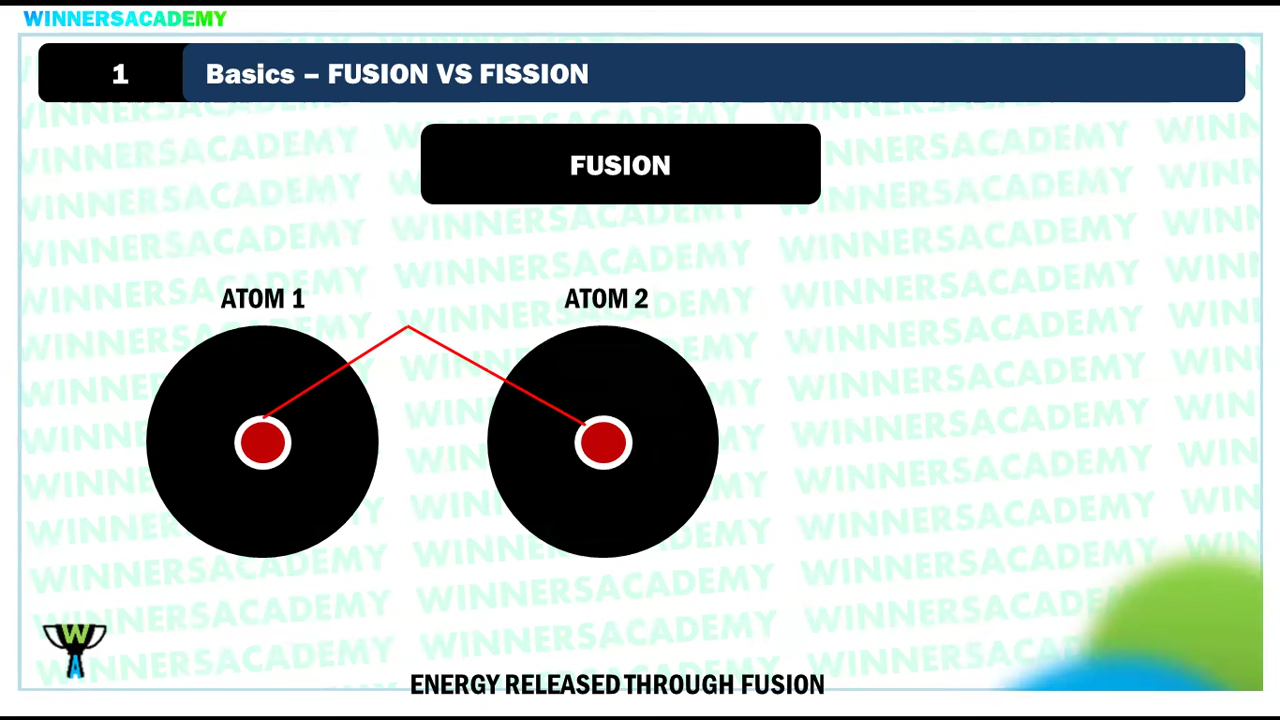 WINNERSACADEMY
1 Basics – FUSION VS FISSION
FUSION
ATOM 1 ATOM 2
W
A
ENERGY RELEASED THROUGH FUSION